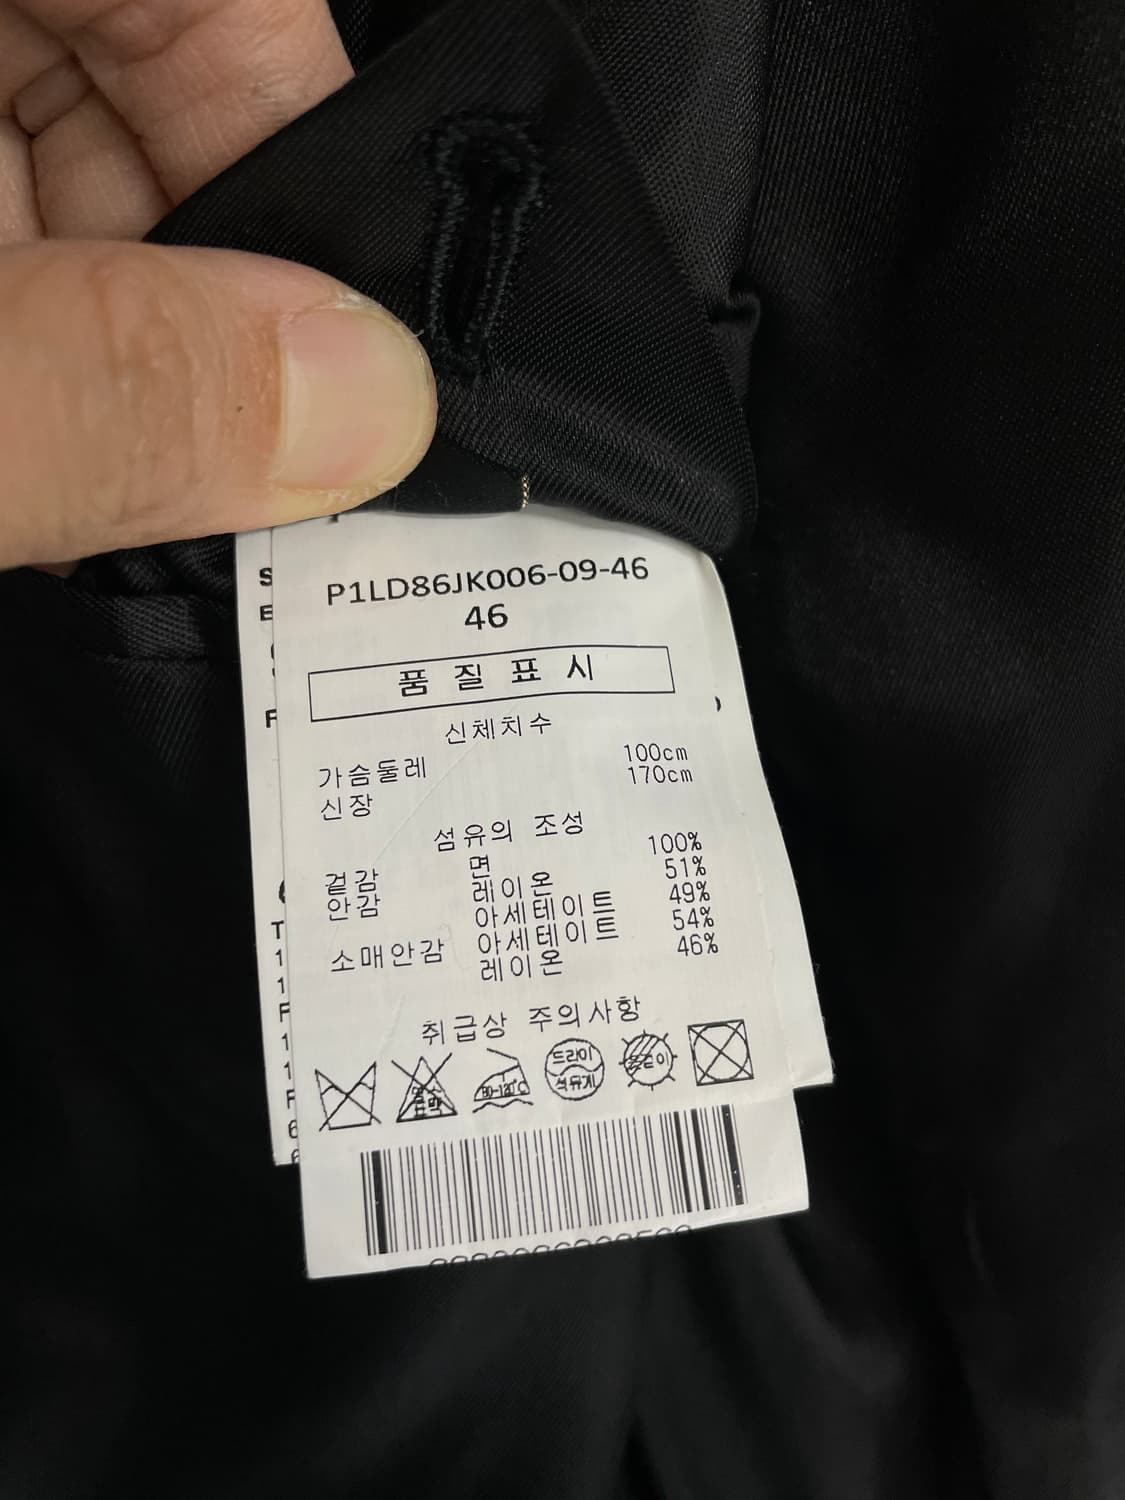 P1LD86JK006-09-46
46
품 질 표 시
신체치수
가슴둘레 100cm
신장 170cm
섬유의 조성
겉감 면 100%
안감 레이온 51%
아세테이트 49%
소매안감 아세테이트 54%
레이온 46%
취급상 주의사항
80-120℃ 드라이
석유계